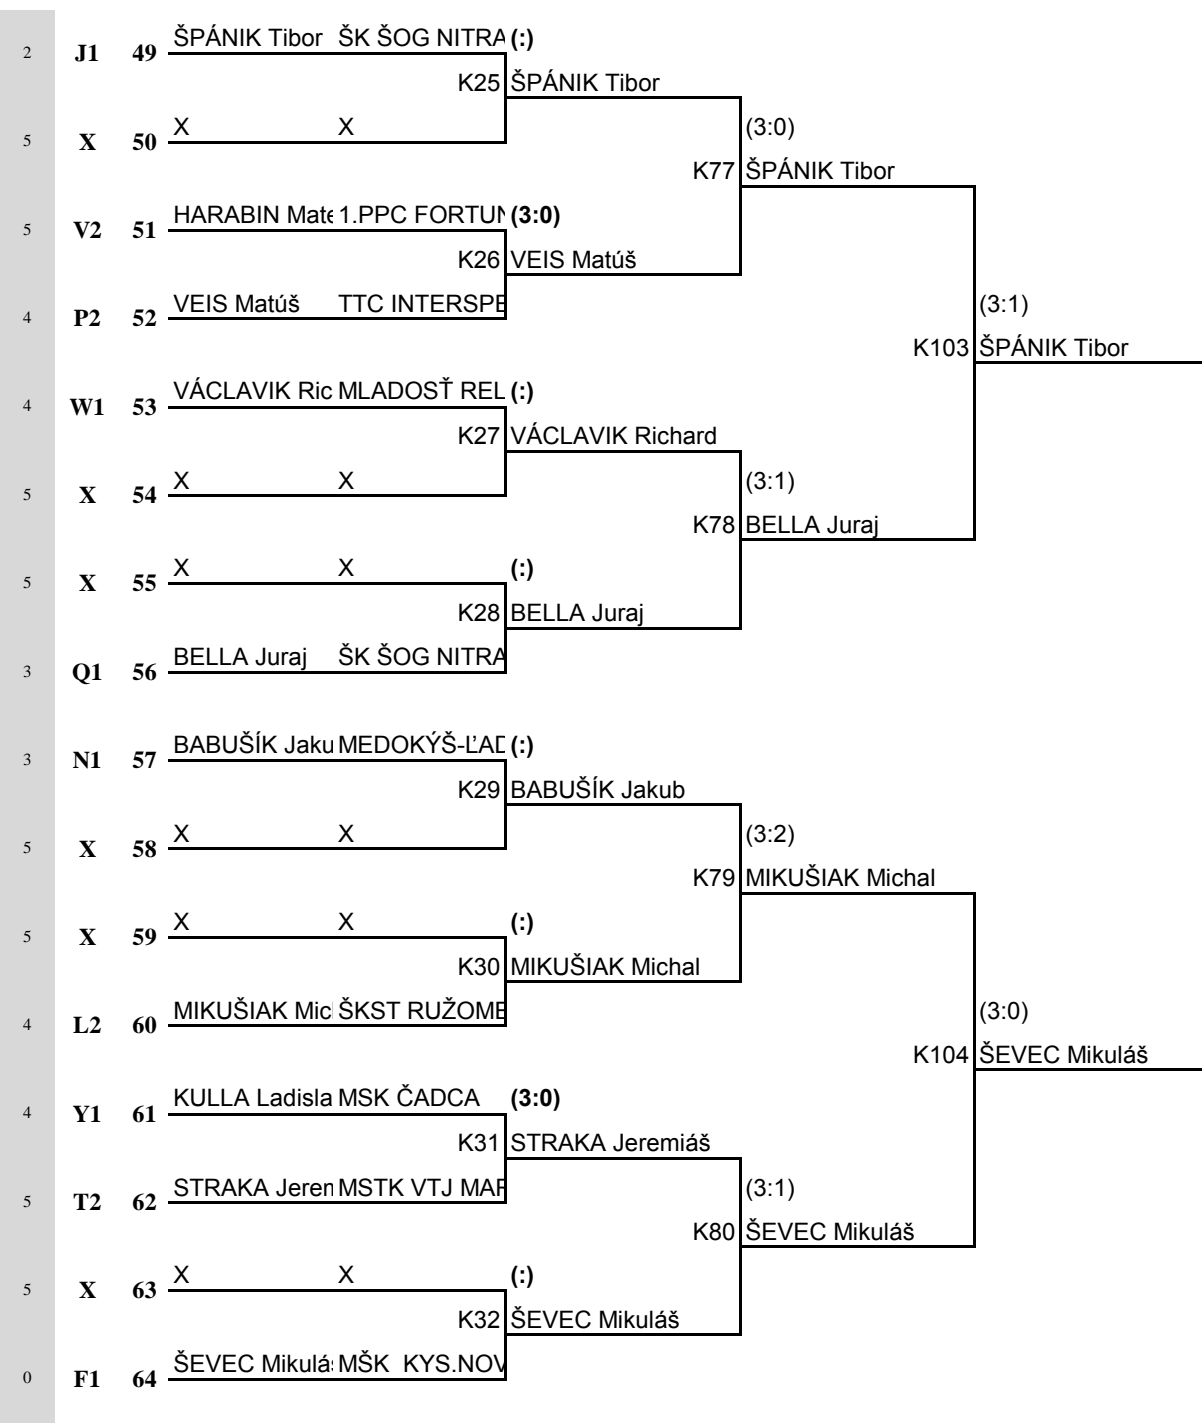 2 J1 49 ŠPÁNIK Tibor ŠK ŠOG NITRA (:)
K25 ŠPÁNIK Tibor
5 X 50 X X (3:0)
K77 ŠPÁNIK Tibor
5 V2 51 HARABIN Mate 1.PPC FORTUN (3:0)
K26 VEIS Matúš
4 P2 52 VEIS Matúš TTC INTERSPE (3:1)
K103 ŠPÁNIK Tibor
4 W1 53 VÁCLAVIK Ric MLADOSŤ REL (:)
K27 VÁCLAVIK Richard
5 X 54 X X (3:1)
K78 BELLA Juraj
5 X 55 X X (:)
K28 BELLA Juraj
3 Q1 56 BELLA Juraj ŠK ŠOG NITRA
3 N1 57 BABUŠÍK Jaku MEDOKÝŠ-ĽAD (:)
K29 BABUŠÍK Jakub
5 X 58 X X (3:2)
K79 MIKUŠIAK Michal
5 X 59 X X (:)
K30 MIKUŠIAK Michal
4 L2 60 MIKUŠIAK Mic ŠKST RUŽOMB (3:0)
K104 ŠEVEC Mikuláš
4 Y1 61 KULLA Ladisla MSK ČADCA (3:0)
K31 STRAKA Jeremiáš
5 T2 62 STRAKA Jerem MSTK VTJ MAR (3:1)
K80 ŠEVEC Mikuláš
5 X 63 X X (:)
K32 ŠEVEC Mikuláš
0 F1 64 ŠEVEC Mikuláš MŠK KYS.NOV